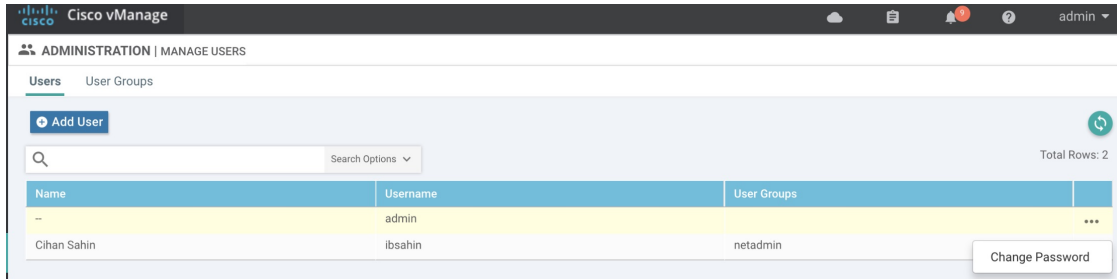 cisco Cisco vManage 9 admin
ADMINISTRATION | MANAGE USERS
Users User Groups
Add User
Search Options
Total Rows: 2
Name Username User Groups
-- admin
Cihan Sahin ibsahin netadmin
Change Password